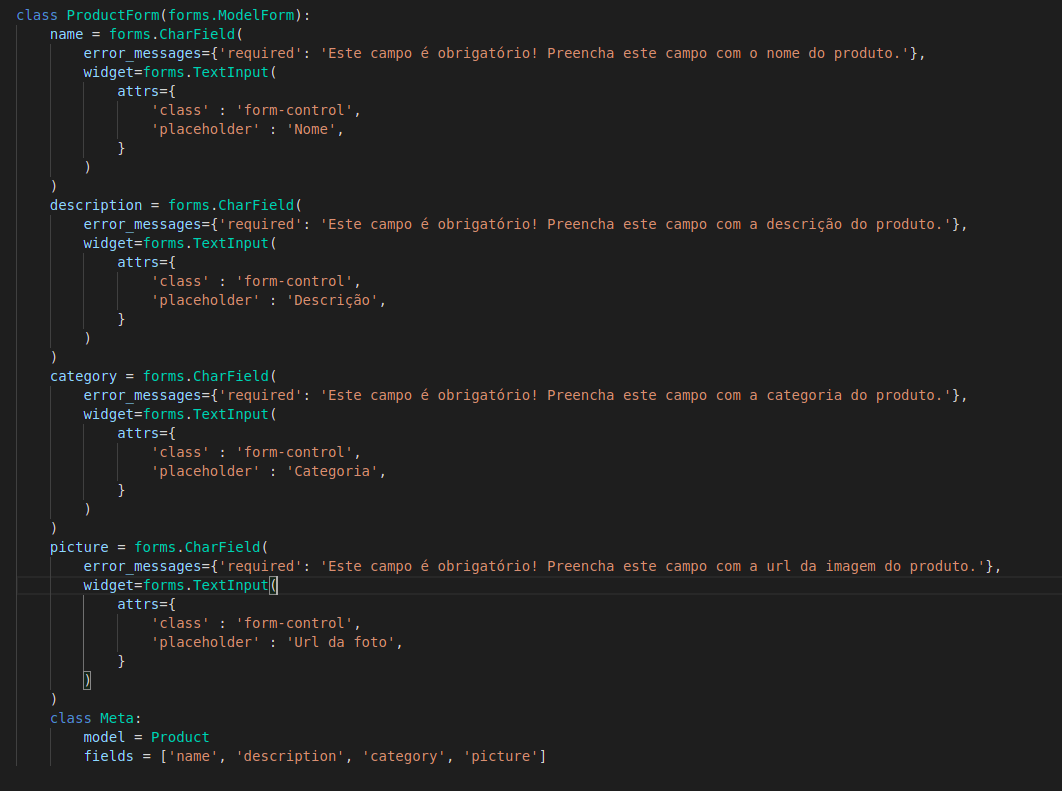 class ProductForm(forms.ModelForm):
    name = forms.CharField(
        error_messages={'required': 'Este campo é obrigatório! Preencha este campo com o nome do produto.'},
        widget=forms.TextInput(
            attrs={
                'class' : 'form-control',
                'placeholder' : 'Nome',
            }
        )
    )
    description = forms.CharField(
        error_messages={'required': 'Este campo é obrigatório! Preencha este campo com a descrição do produto.'},
        widget=forms.TextInput(
            attrs={
                'class' : 'form-control',
                'placeholder' : 'Descrição',
            }
        )
    )
    category = forms.CharField(
        error_messages={'required': 'Este campo é obrigatório! Preencha este campo com a categoria do produto.'},
        widget=forms.TextInput(
            attrs={
                'class' : 'form-control',
                'placeholder' : 'Categoria',
            }
        )
    )
    picture = forms.CharField(
        error_messages={'required': 'Este campo é obrigatório! Preencha este campo com a url da imagem do produto.'},
        widget=forms.TextInput(
            attrs={
                'class' : 'form-control',
                'placeholder' : 'Url da foto',
            }
        )
    )
    class Meta:
        model = Product
        fields = ['name', 'description', 'category', 'picture']